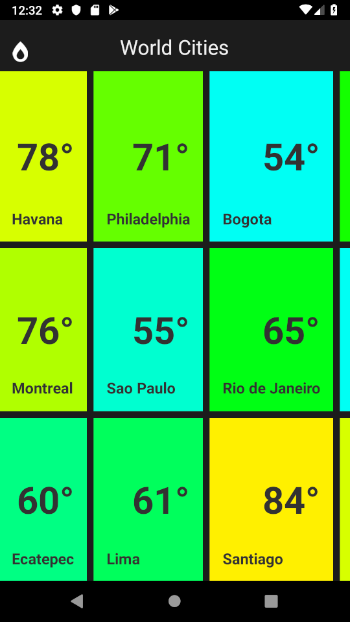 12:32
World Cities
78° 71° 54°
Havana Philadelphia Bogota
76° 55° 65°
Montreal Sao Paulo Rio de Janeiro
60° 61° 84°
Ecatepec Lima Santiago